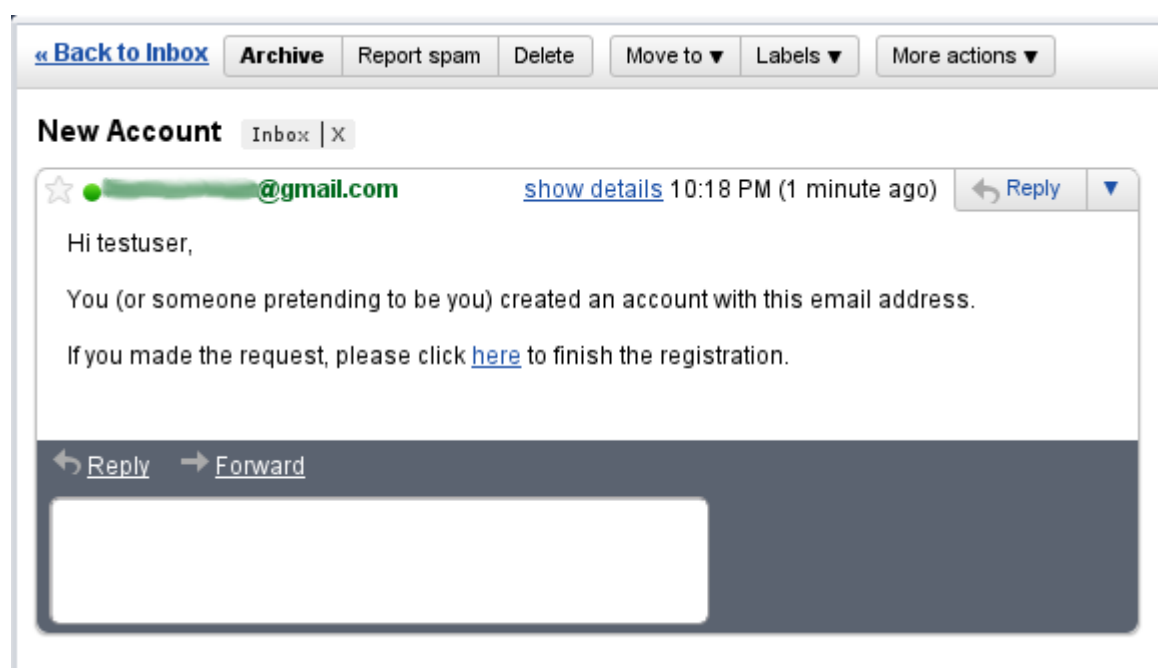 « Back to Inbox Archive Report spam Delete Move to ▼ Labels ▼ More actions ▼
New Account Inbox | X
@gmail.com show details 10:18 PM (1 minute ago) Reply ▼
Hi testuser,
You (or someone pretending to be you) created an account with this email address.
If you made the request, please click here to finish the registration.
Reply Forward